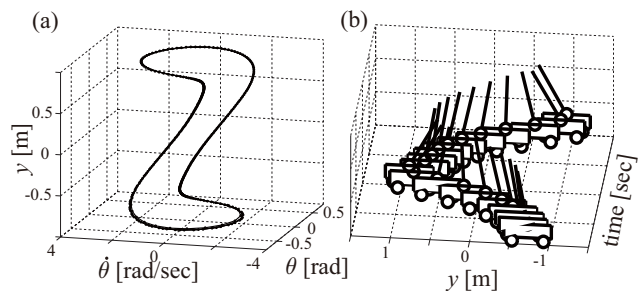 (a)
0.5
0
-0.5
y [m]
4
0
-4
θ̇ [rad/sec]
0.5
0
-0.5
θ [rad]
(b)
1
0
-1
y [m]
time [sec]